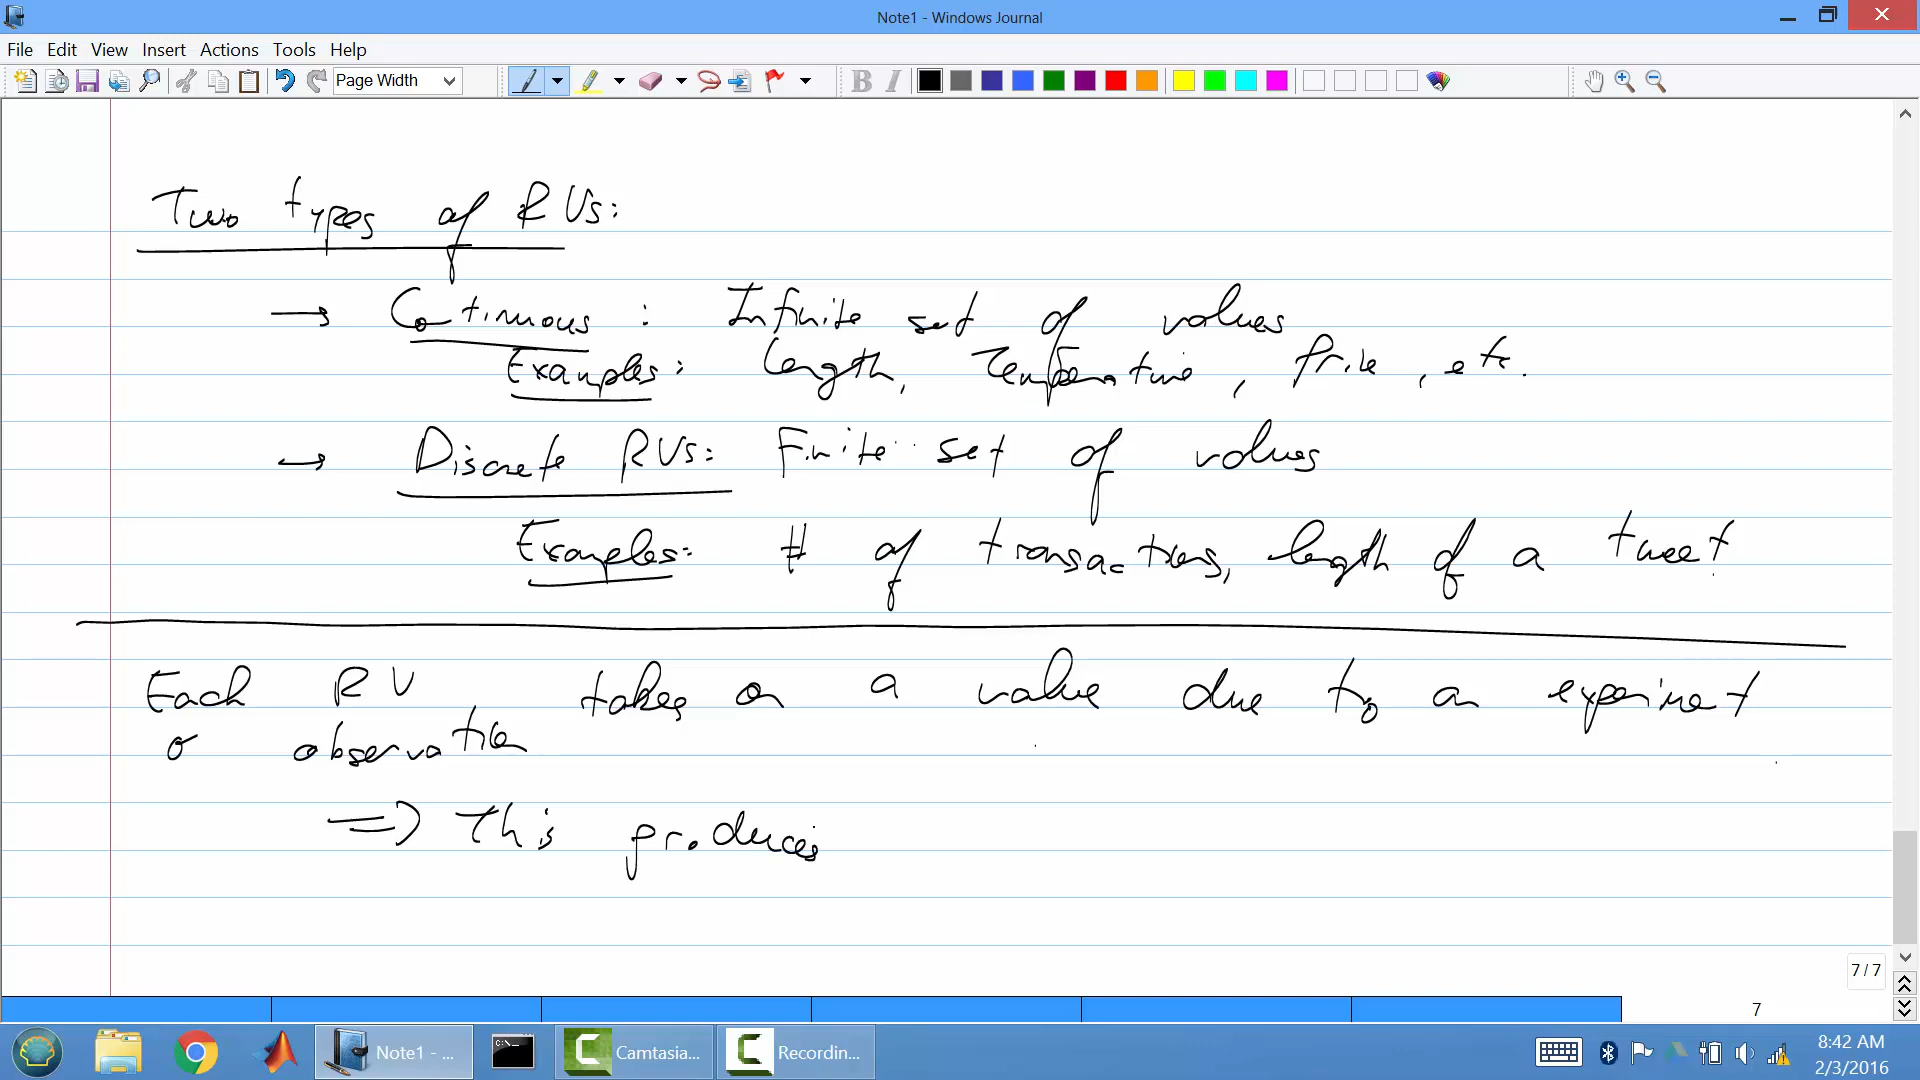 Note1 - Windows Journal
File Edit View Insert Actions Tools Help
Page Width
B I
Two types of RVs:
→ Continuous : Infinite set of values
Examples: length, Temperature, Price, etc.
→ Discrete RVs: Finite set of values
Examples: # of transactions, length of a tweet
Each RV takes on a value due to an experiment
or observation
⇒ This produces
7 / 7
7
Note1 - ...
C:\_
Camtasia...
Recordin...
8:42 AM
2/3/2016